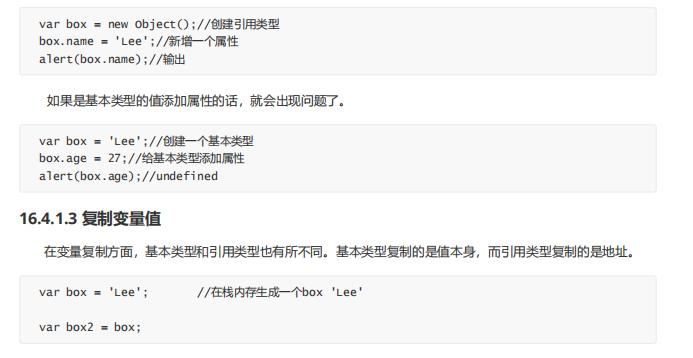 var box = new Object();//创建引用类型
box.name = 'Lee';//新增一个属性
alert(box.name);//输出
如果是基本类型的值添加属性的话，就会出现问题了。
var box = 'Lee';//创建一个基本类型
box.age = 27;//给基本类型添加属性
alert(box.age);//undefined
16.4.1.3 复制变量值
在变量复制方面，基本类型和引用类型也有所不同。基本类型复制的是值本身，而引用类型复制的是地址。
var box = 'Lee';       //在栈内存生成一个box 'Lee'
var box2 = box;